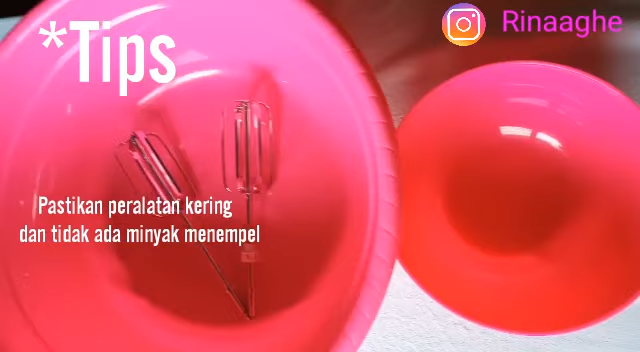 *Tips
Rinaaghe
Pastikan peralatan kering
dan tidak ada minyak menempel